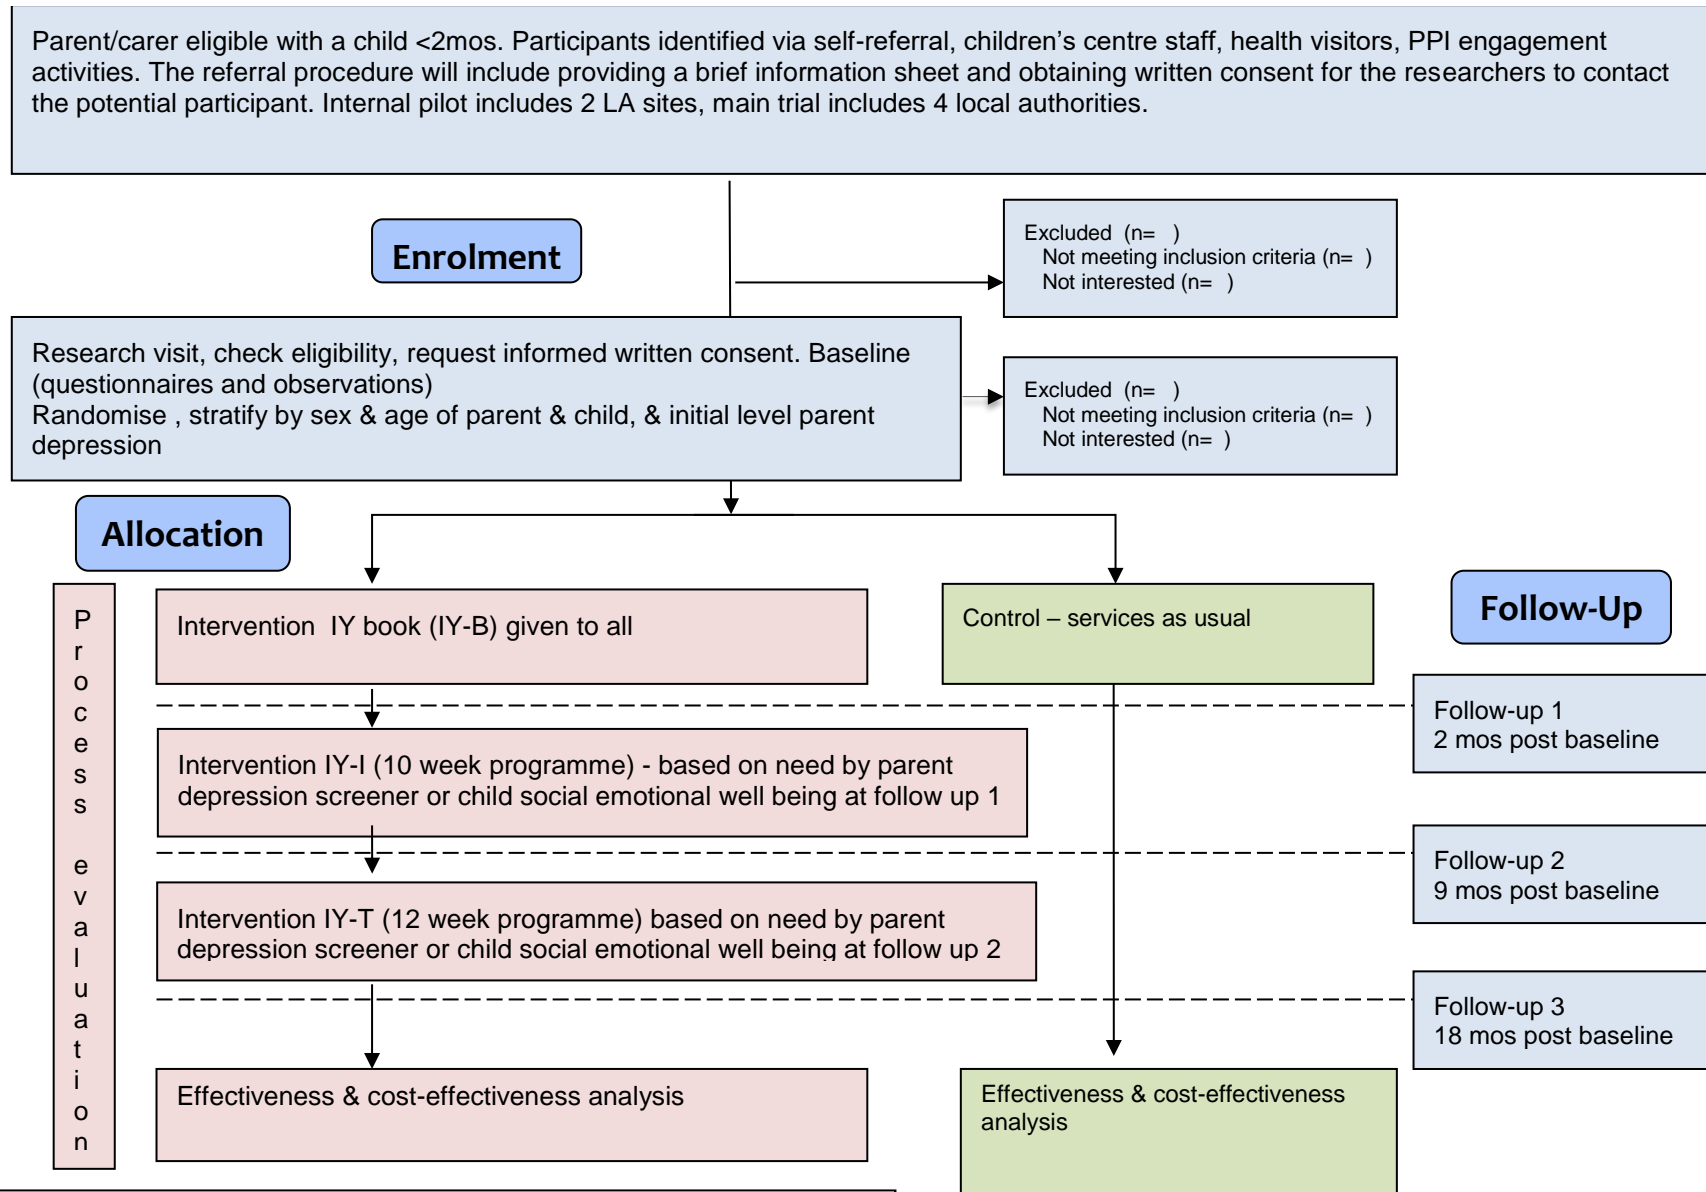 Parent/carer eligible with a child <2mos. Participants identified via self-referral, children’s centre staff, health visitors, PPI engagement
activities. The referral procedure will include providing a brief information sheet and obtaining written consent for the researchers to contact
the potential participant. Internal pilot includes 2 LA sites, main trial includes 4 local authorities.
Enrolment
Excluded (n= )
Not meeting inclusion criteria (n= )
Not interested (n= )
Research visit, check eligibility, request informed written consent. Baseline
(questionnaires and observations)
Randomise , stratify by sex & age of parent & child, & initial level parent
depression
Excluded (n= )
Not meeting inclusion criteria (n= )
Not interested (n= )
Allocation
Process evaluation
Intervention IY book (IY-B) given to all
Control – services as usual
Follow-Up
Follow-up 1
2 mos post baseline
Intervention IY-I (10 week programme) - based on need by parent
depression screener or child social emotional well being at follow up 1
Follow-up 2
9 mos post baseline
Intervention IY-T (12 week programme) based on need by parent
depression screener or child social emotional well being at follow up 2
Follow-up 3
18 mos post baseline
Effectiveness & cost-effectiveness analysis
Effectiveness & cost-effectiveness
analysis